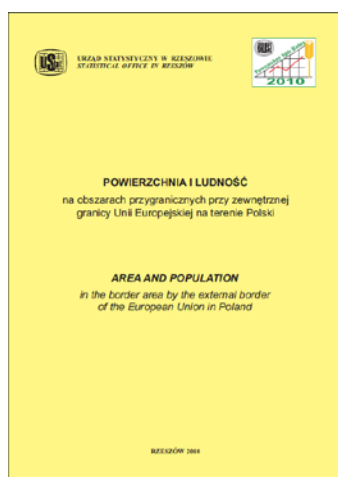 URZĄD STATYSTYCZNY W RZESZOWIE
STATISTICAL OFFICE IN RZESZÓW
2010
POWIERZCHNIA I LUDNOŚĆ
na obszarach przygranicznych przy zewnętrznej
granicy Unii Europejskiej na terenie Polski
AREA AND POPULATION
in the border area by the external border
of the European Union in Poland
RZESZÓW